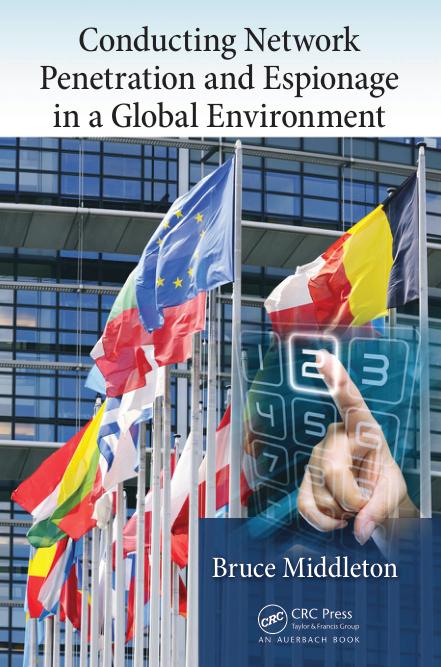 Conducting Network
Penetration and Espionage
in a Global Environment
1 2 3
4 5 6
7
Bruce Middleton
CRC
CRC Press
Taylor & Francis Group
AN AUERBACH BOOK